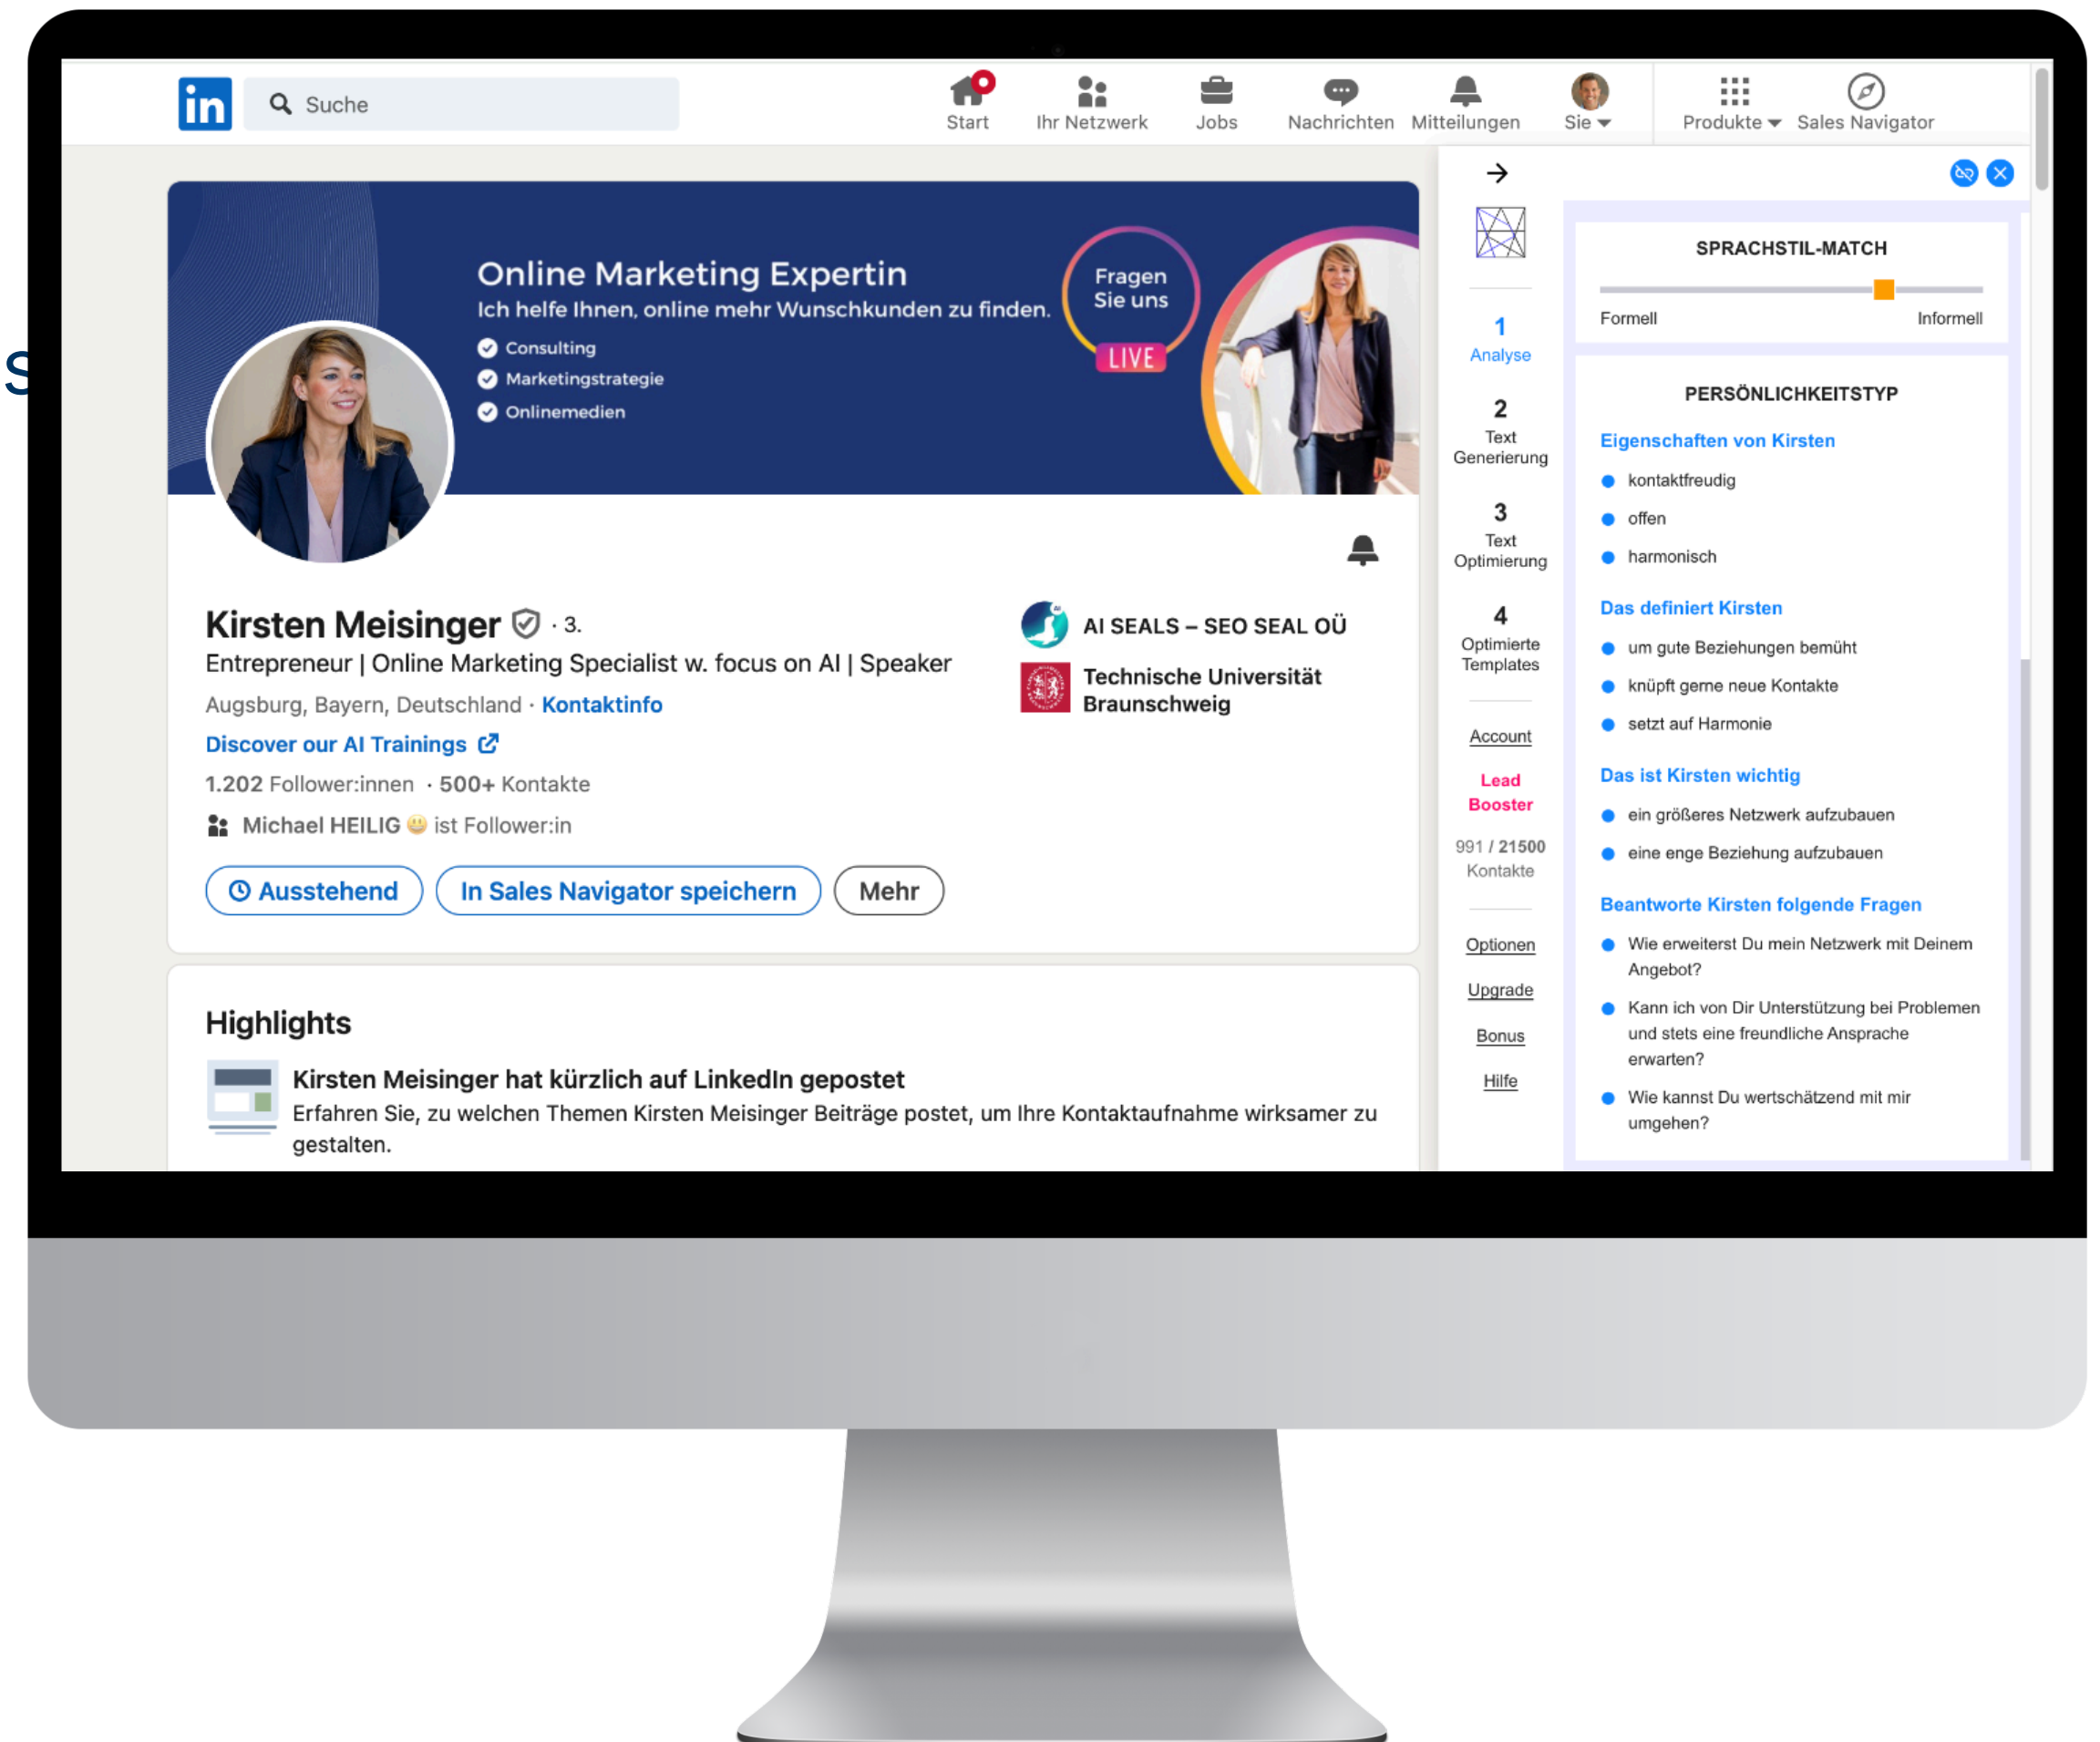 in
Suche
Start
Ihr Netzwerk
Jobs
Nachrichten
Mitteilungen
Sie
Produkte
Sales Navigator
S
Online Marketing Expertin
Ich helfe Ihnen, online mehr Wunschkunden zu finden.
Consulting
Marketingstrategie
Onlinemedien
Fragen
Sie uns
LIVE
Kirsten Meisinger · 3.
Entrepreneur | Online Marketing Specialist w. focus on AI | Speaker
Augsburg, Bayern, Deutschland · Kontaktinfo
Discover our AI Trainings
1.202 Follower:innen · 500+ Kontakte
Michael HEILIG 😃 ist Follower:in
Ausstehend
In Sales Navigator speichern
Mehr
AI
AI SEALS – SEO SEAL OÜ
Technische Universität
Braunschweig
Highlights
Kirsten Meisinger hat kürzlich auf LinkedIn gepostet
Erfahren Sie, zu welchen Themen Kirsten Meisinger Beiträge postet, um Ihre Kontaktaufnahme wirksamer zu
gestalten.
1
Analyse
2
Text
Generierung
3
Text
Optimierung
4
Optimierte
Templates
Account
Lead
Booster
991 / 21500
Kontakte
Optionen
Upgrade
Bonus
Hilfe
SPRACHSTIL-MATCH
Formell
Informell
PERSÖNLICHKEITSTYP
Eigenschaften von Kirsten
kontaktfreudig
offen
harmonisch
Das definiert Kirsten
um gute Beziehungen bemüht
knüpft gerne neue Kontakte
setzt auf Harmonie
Das ist Kirsten wichtig
ein größeres Netzwerk aufzubauen
eine enge Beziehung aufzubauen
Beantworte Kirsten folgende Fragen
Wie erweiterst Du mein Netzwerk mit Deinem
Angebot?
Kann ich von Dir Unterstützung bei Problemen
und stets eine freundliche Ansprache
erwarten?
Wie kannst Du wertschätzend mit mir
umgehen?